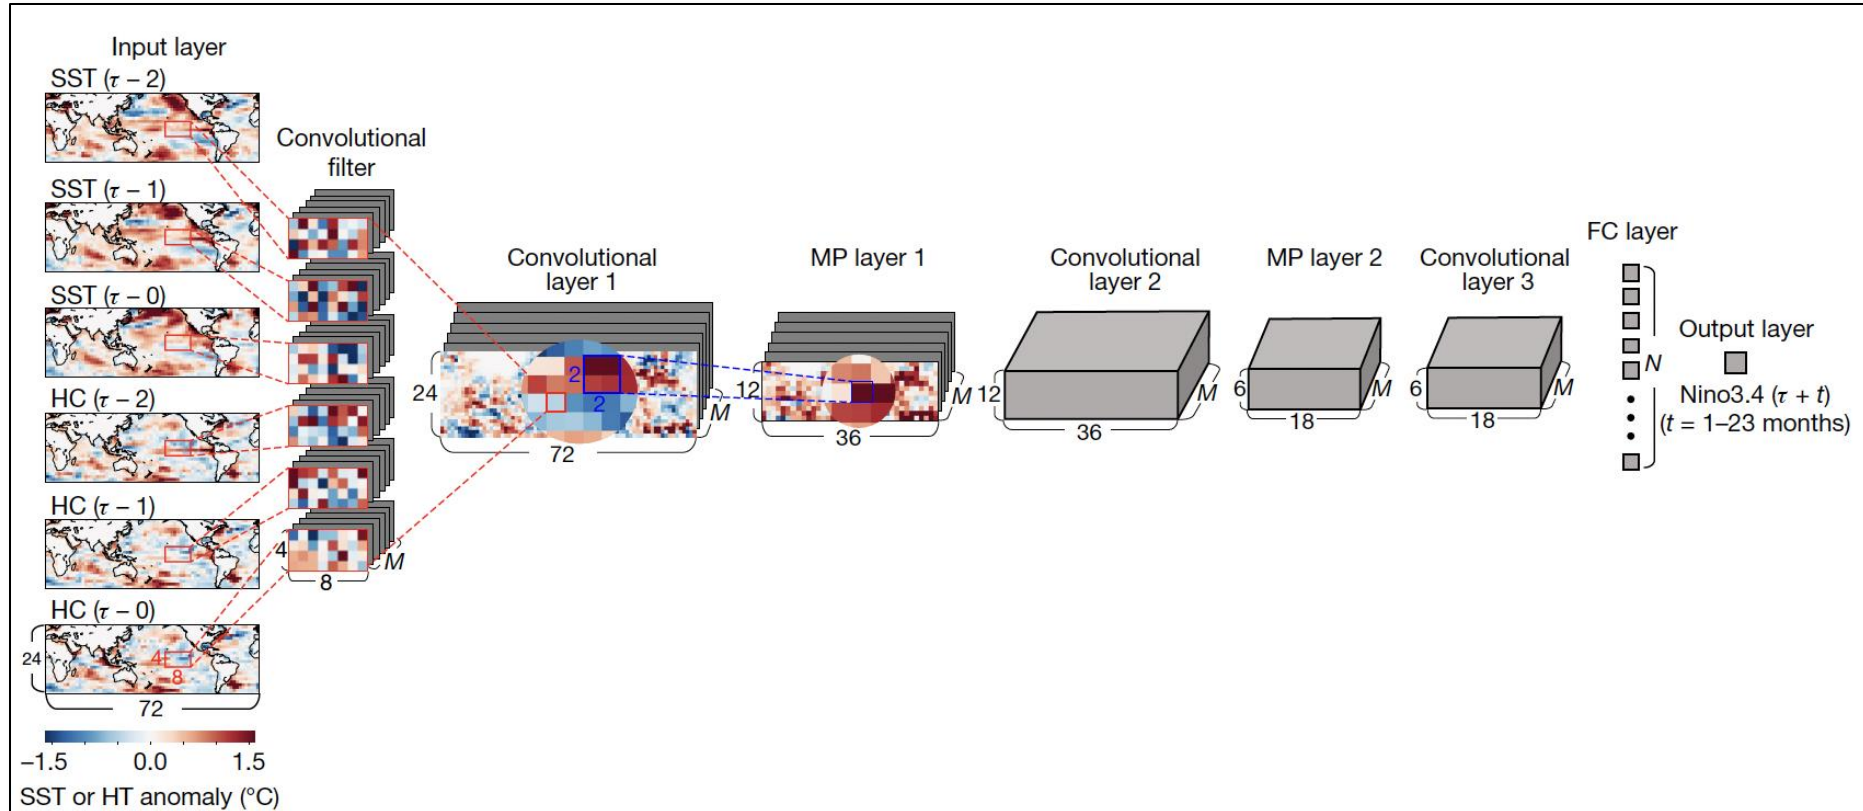 Input layer
SST (τ – 2)
SST (τ – 1)
SST (τ – 0)
HC (τ – 2)
HC (τ – 1)
HC (τ – 0)
24
4
8
72
–1.5 0.0 1.5
SST or HT anomaly (°C)
Convolutional
filter
4
8
M
Convolutional
layer 1
24
2
2
72
M
MP layer 1
12
36
M
Convolutional
layer 2
12
36
M
MP layer 2
6
18
M
Convolutional
layer 3
6
18
M
FC layer
N
Output layer
Nino3.4 (τ + t)
(t = 1–23 months)